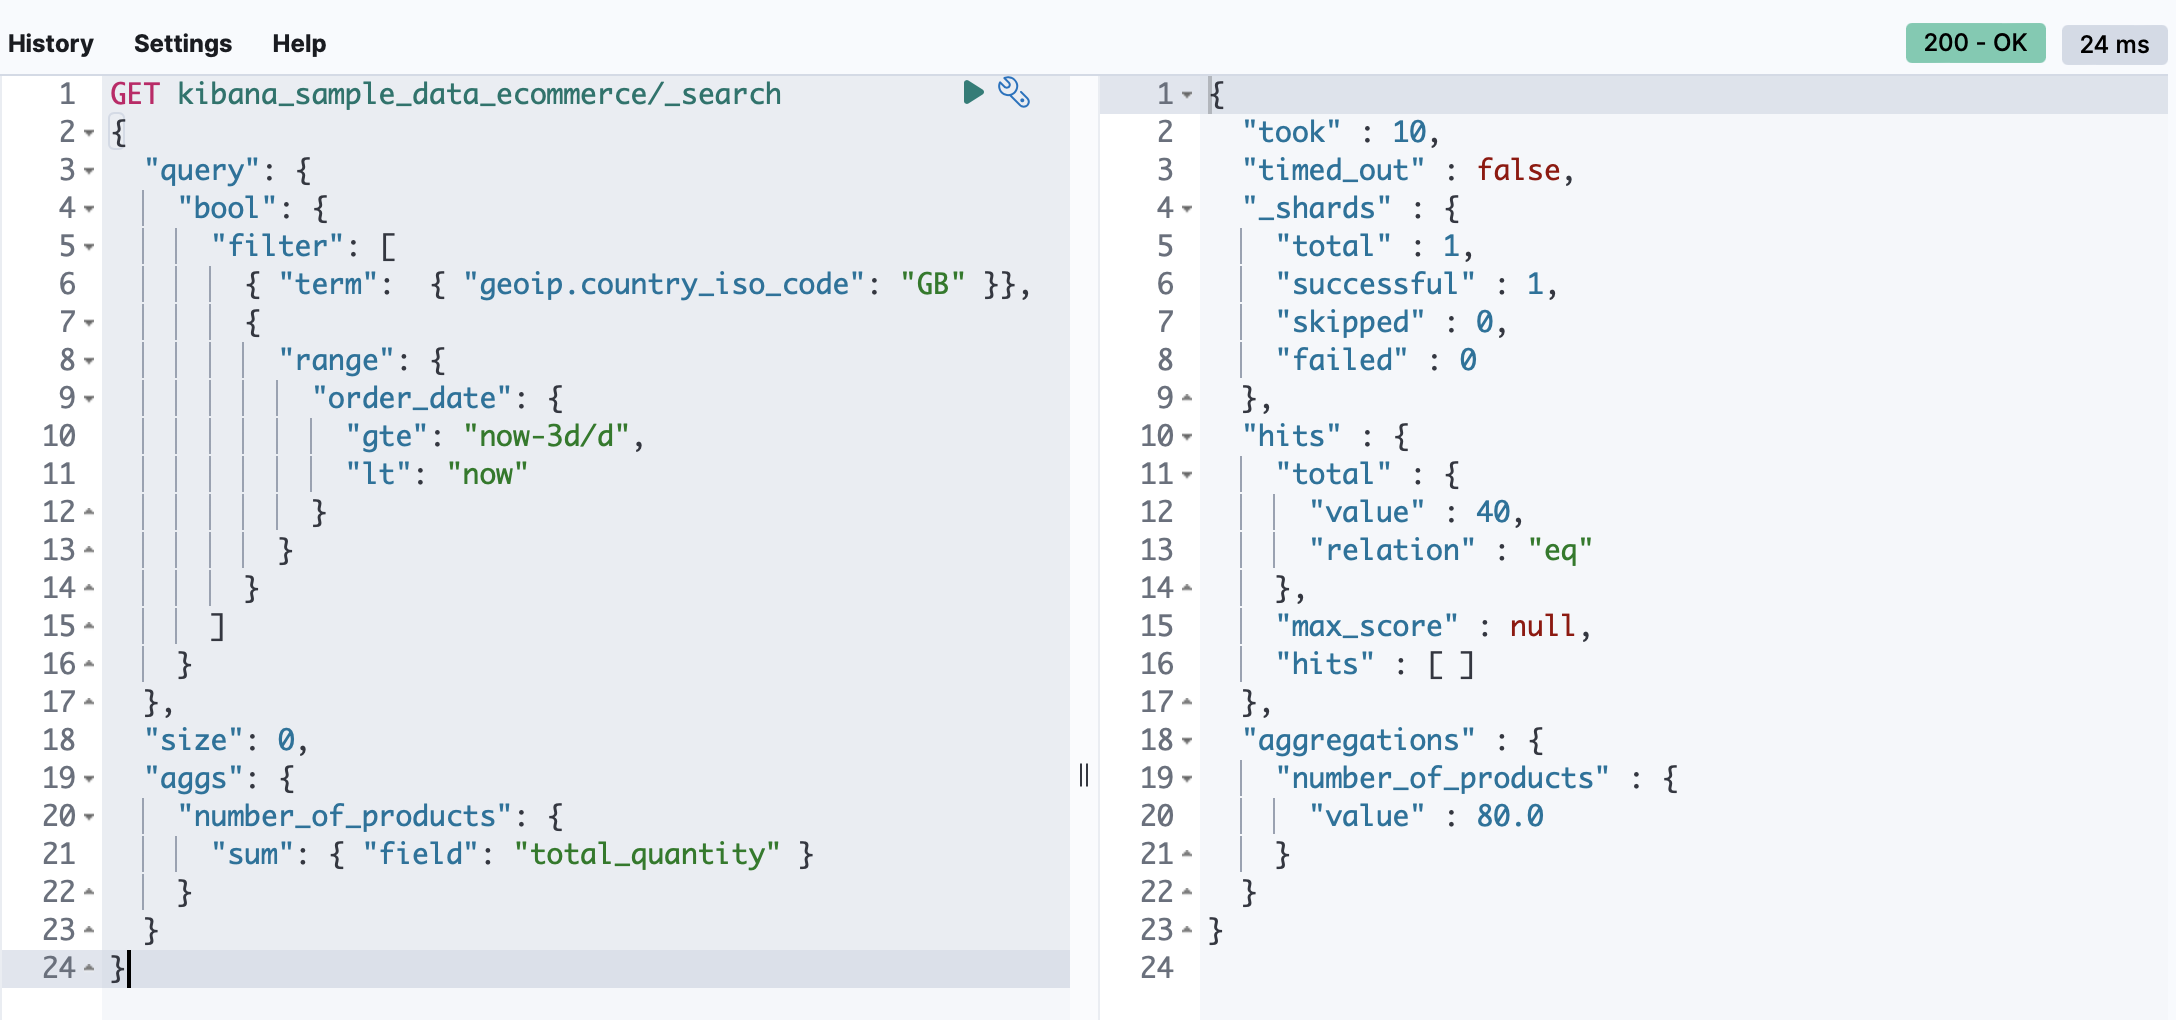 History Settings Help
200 - OK 24 ms
1 GET kibana_sample_data_ecommerce/_search
2 {
3   "query": {
4     "bool": {
5       "filter": [
6         { "term":  { "geoip.country_iso_code": "GB" }},
7         {
8           "range": {
9             "order_date": {
10               "gte": "now-3d/d",
11               "lt": "now"
12             }
13           }
14         }
15       ]
16     }
17   },
18   "size": 0,
19   "aggs": {
20     "number_of_products": {
21       "sum": { "field": "total_quantity" }
22     }
23   }
24 }
1 {
2   "took" : 10,
3   "timed_out" : false,
4   "_shards" : {
5     "total" : 1,
6     "successful" : 1,
7     "skipped" : 0,
8     "failed" : 0
9   },
10   "hits" : {
11     "total" : {
12       "value" : 40,
13       "relation" : "eq"
14     },
15     "max_score" : null,
16     "hits" : [ ]
17   },
18   "aggregations" : {
19     "number_of_products" : {
20       "value" : 80.0
21     }
22   }
23 }
24